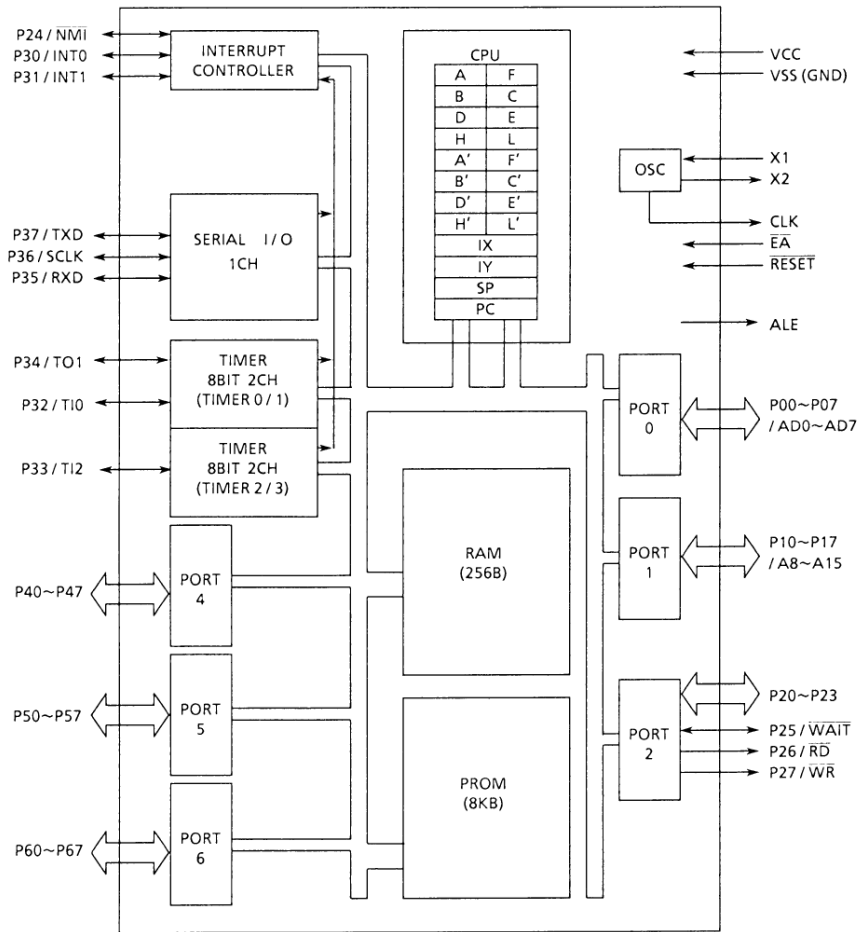 P24 / NMI
P30 / INT0
P31 / INT1
INTERRUPT
CONTROLLER
P37 / TXD
P36 / SCLK
P35 / RXD
SERIAL I / O
1CH
P34 / TO1
P32 / TI0
TIMER
8BIT 2CH
(TIMER 0 / 1)
P33 / TI2
TIMER
8BIT 2CH
(TIMER 2 / 3)
P40~P47
PORT
4
P50~P57
PORT
5
P60~P67
PORT
6
CPU
A F
B C
D E
H L
A' F'
B' C'
D' E'
H' L'
IX
IY
SP
PC
RAM
(256B)
PROM
(8KB)
VCC
VSS (GND)
OSC
X1
X2
CLK
EA
RESET
ALE
PORT
0
P00~P07
/ AD0~AD7
PORT
1
P10~P17
/ A8~A15
PORT
2
P20~P23
P25 / WAIT
P26 / RD
P27 / WR